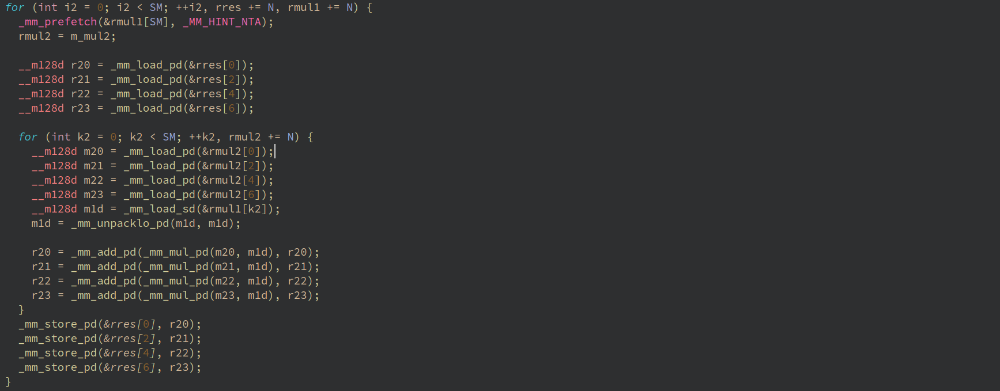 for (int i2 = 0; i2 < SM; ++i2, rres += N, rmul1 += N) {
  _mm_prefetch(&rmul1[SM], _MM_HINT_NTA);
  rmul2 = m_mul2;

  __m128d r20 = _mm_load_pd(&rres[0]);
  __m128d r21 = _mm_load_pd(&rres[2]);
  __m128d r22 = _mm_load_pd(&rres[4]);
  __m128d r23 = _mm_load_pd(&rres[6]);

  for (int k2 = 0; k2 < SM; ++k2, rmul2 += N) {
    __m128d m20 = _mm_load_pd(&rmul2[0]);
    __m128d m21 = _mm_load_pd(&rmul2[2]);
    __m128d m22 = _mm_load_pd(&rmul2[4]);
    __m128d m23 = _mm_load_pd(&rmul2[6]);
    __m128d m1d = _mm_load_sd(&rmul1[k2]);
    m1d = _mm_unpacklo_pd(m1d, m1d);

    r20 = _mm_add_pd(_mm_mul_pd(m20, m1d), r20);
    r21 = _mm_add_pd(_mm_mul_pd(m21, m1d), r21);
    r22 = _mm_add_pd(_mm_mul_pd(m22, m1d), r22);
    r23 = _mm_add_pd(_mm_mul_pd(m23, m1d), r23);
  }
  _mm_store_pd(&rres[0], r20);
  _mm_store_pd(&rres[2], r21);
  _mm_store_pd(&rres[4], r22);
  _mm_store_pd(&rres[6], r23);
}